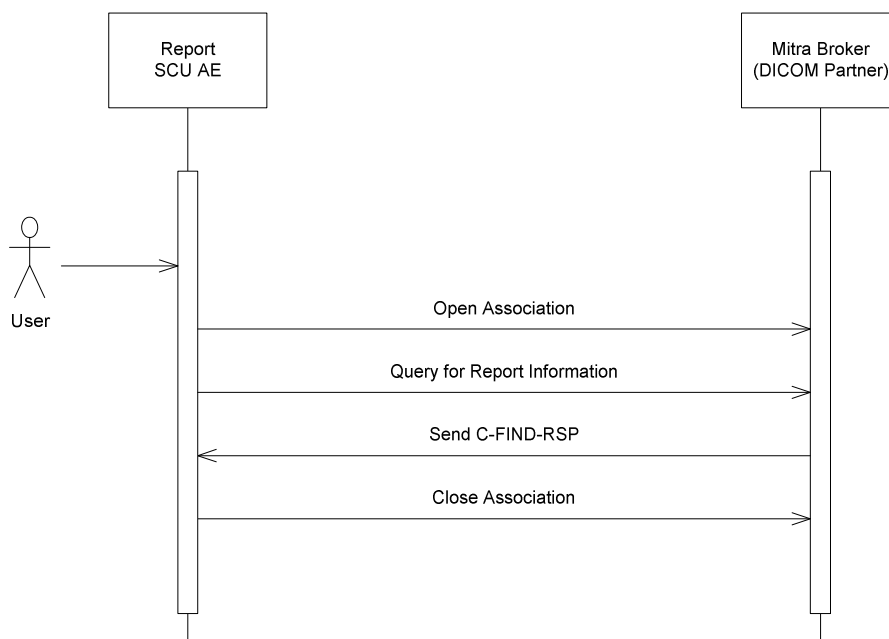 Report
SCU AE
Mitra Broker
(DICOM Partner)
User
Open Association
Query for Report Information
Send C-FIND-RSP
Close Association